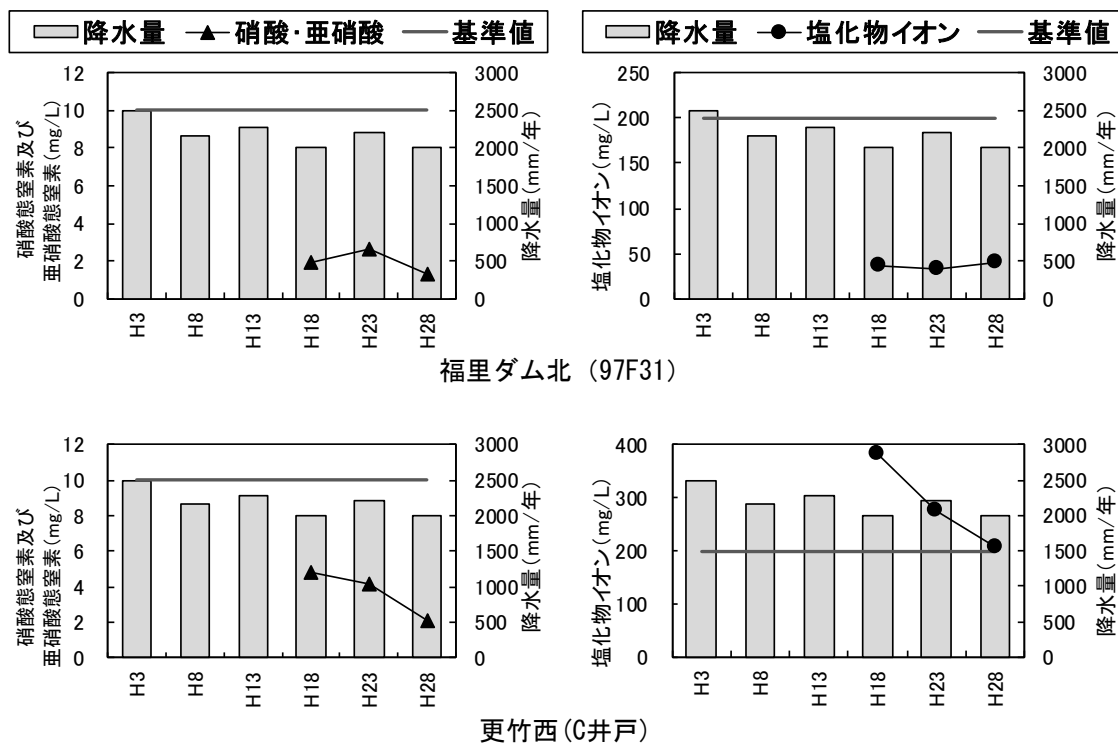 降水量 硝酸・亜硝酸 基準値
降水量 塩化物イオン 基準値
硝酸態窒素及び
亜硝酸態窒素(mg/L)
12
10
8
6
4
2
0
3000
2500
2000
1500
1000
500
0
降水量(mm/年)
H3 H8 H13 H18 H23 H28
塩化物イオン(mg/L)
250
200
150
100
50
0
3000
2500
2000
1500
1000
500
0
降水量(mm/年)
H3 H8 H13 H18 H23 H28
福里ダム北 (97F31)
硝酸態窒素及び
亜硝酸態窒素(mg/L)
12
10
8
6
4
2
0
3000
2500
2000
1500
1000
500
0
降水量(mm/年)
H3 H8 H13 H18 H23 H28
塩化物イオン(mg/L)
400
300
200
100
0
3000
2500
2000
1500
1000
500
0
降水量(mm/年)
H3 H8 H13 H18 H23 H28
更竹西(C井戸)